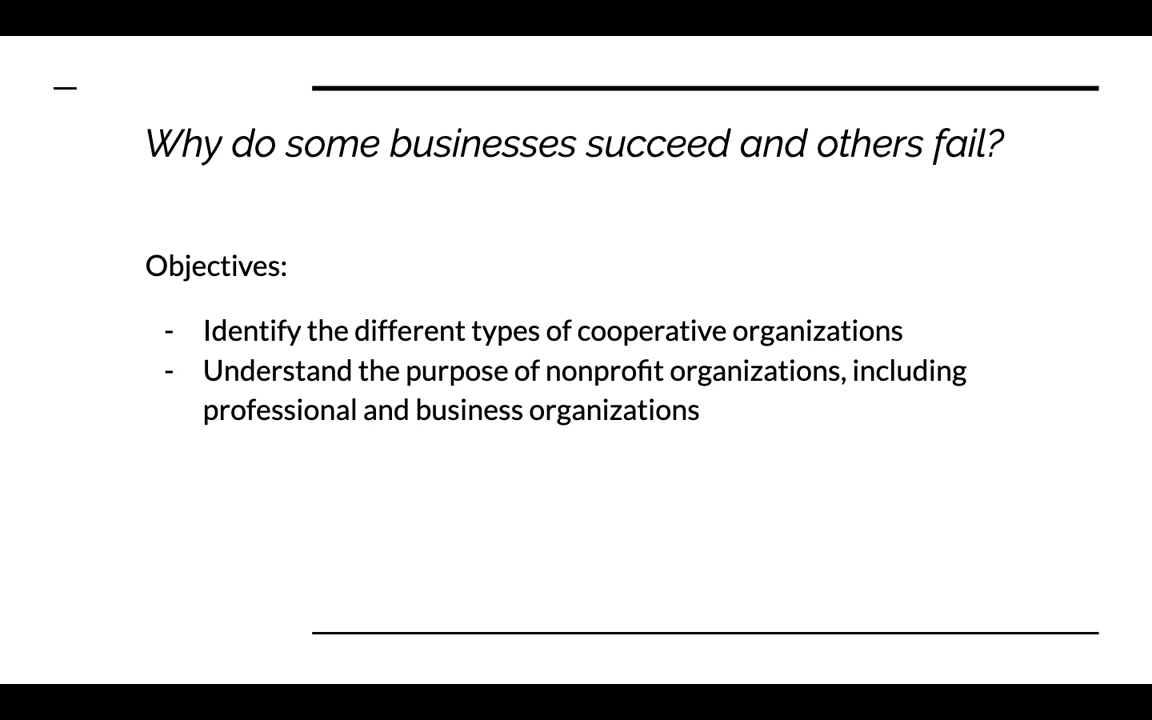 Why do some businesses succeed and others fail?
Objectives:
- Identify the different types of cooperative organizations
- Understand the purpose of nonprofit organizations, including
professional and business organizations